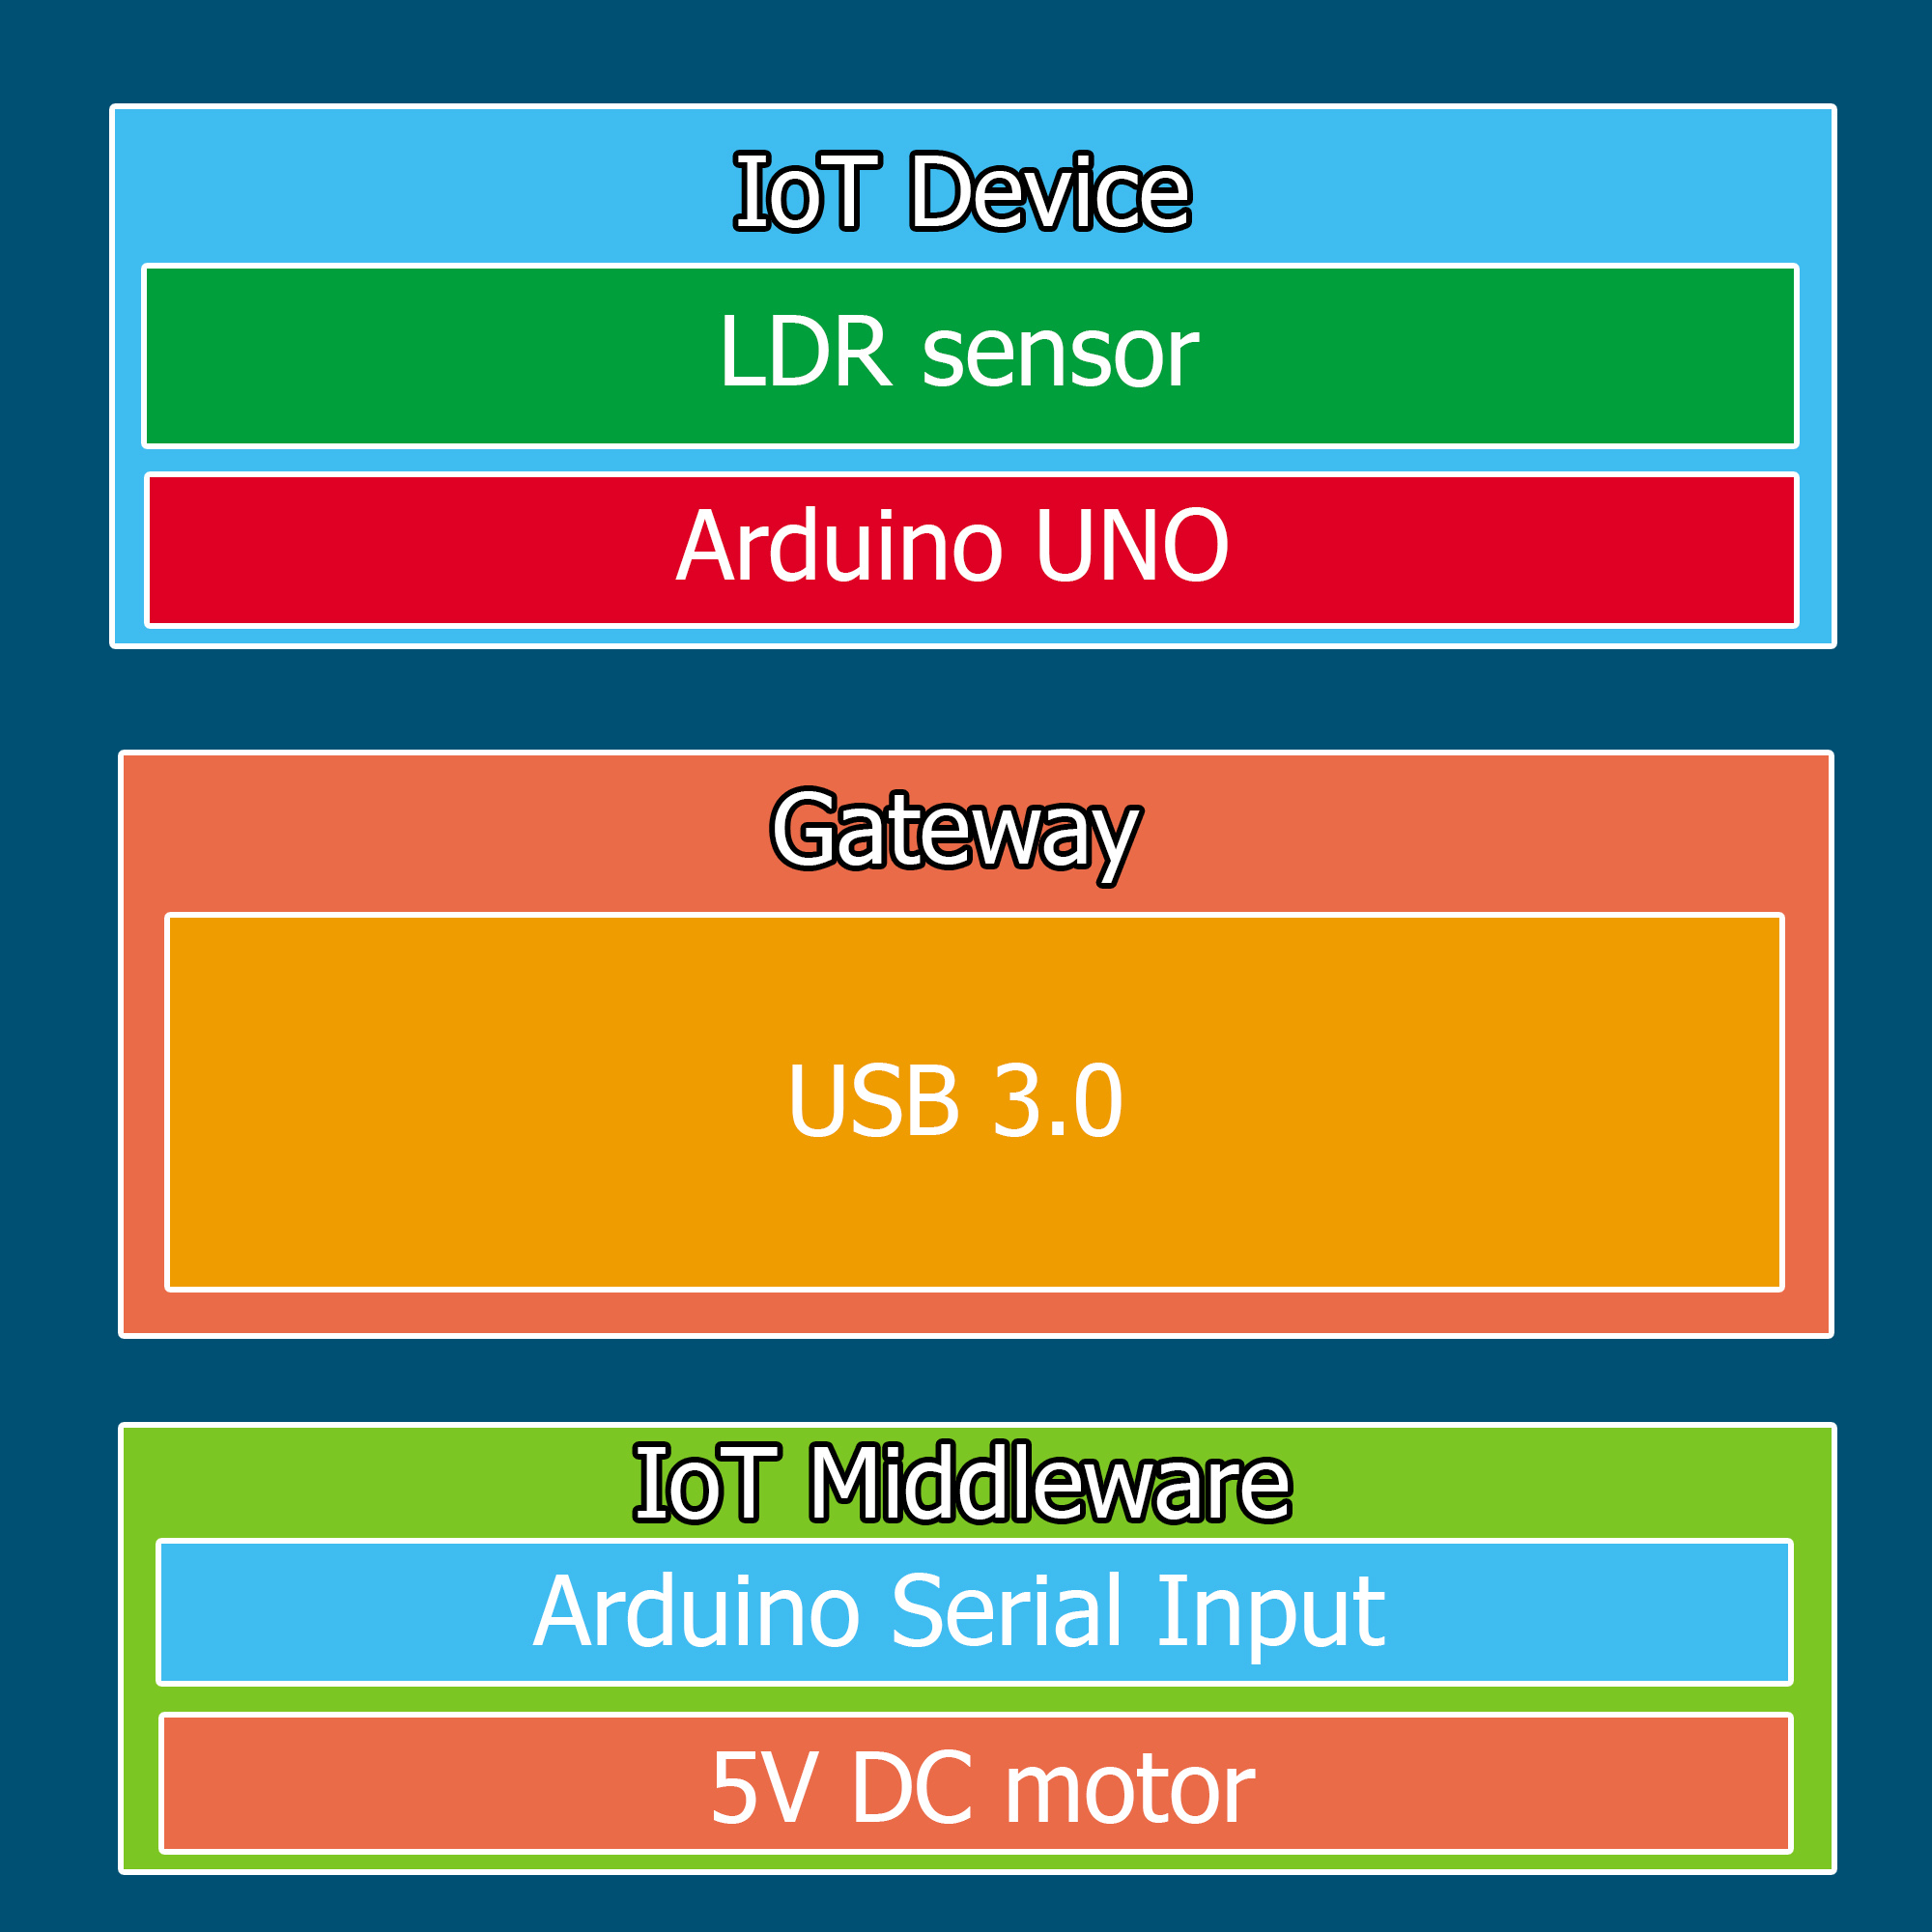 IoT Device
LDR sensor
Arduino UNO
Gateway
USB 3.0
IoT Middleware
Arduino Serial Input
5V DC motor